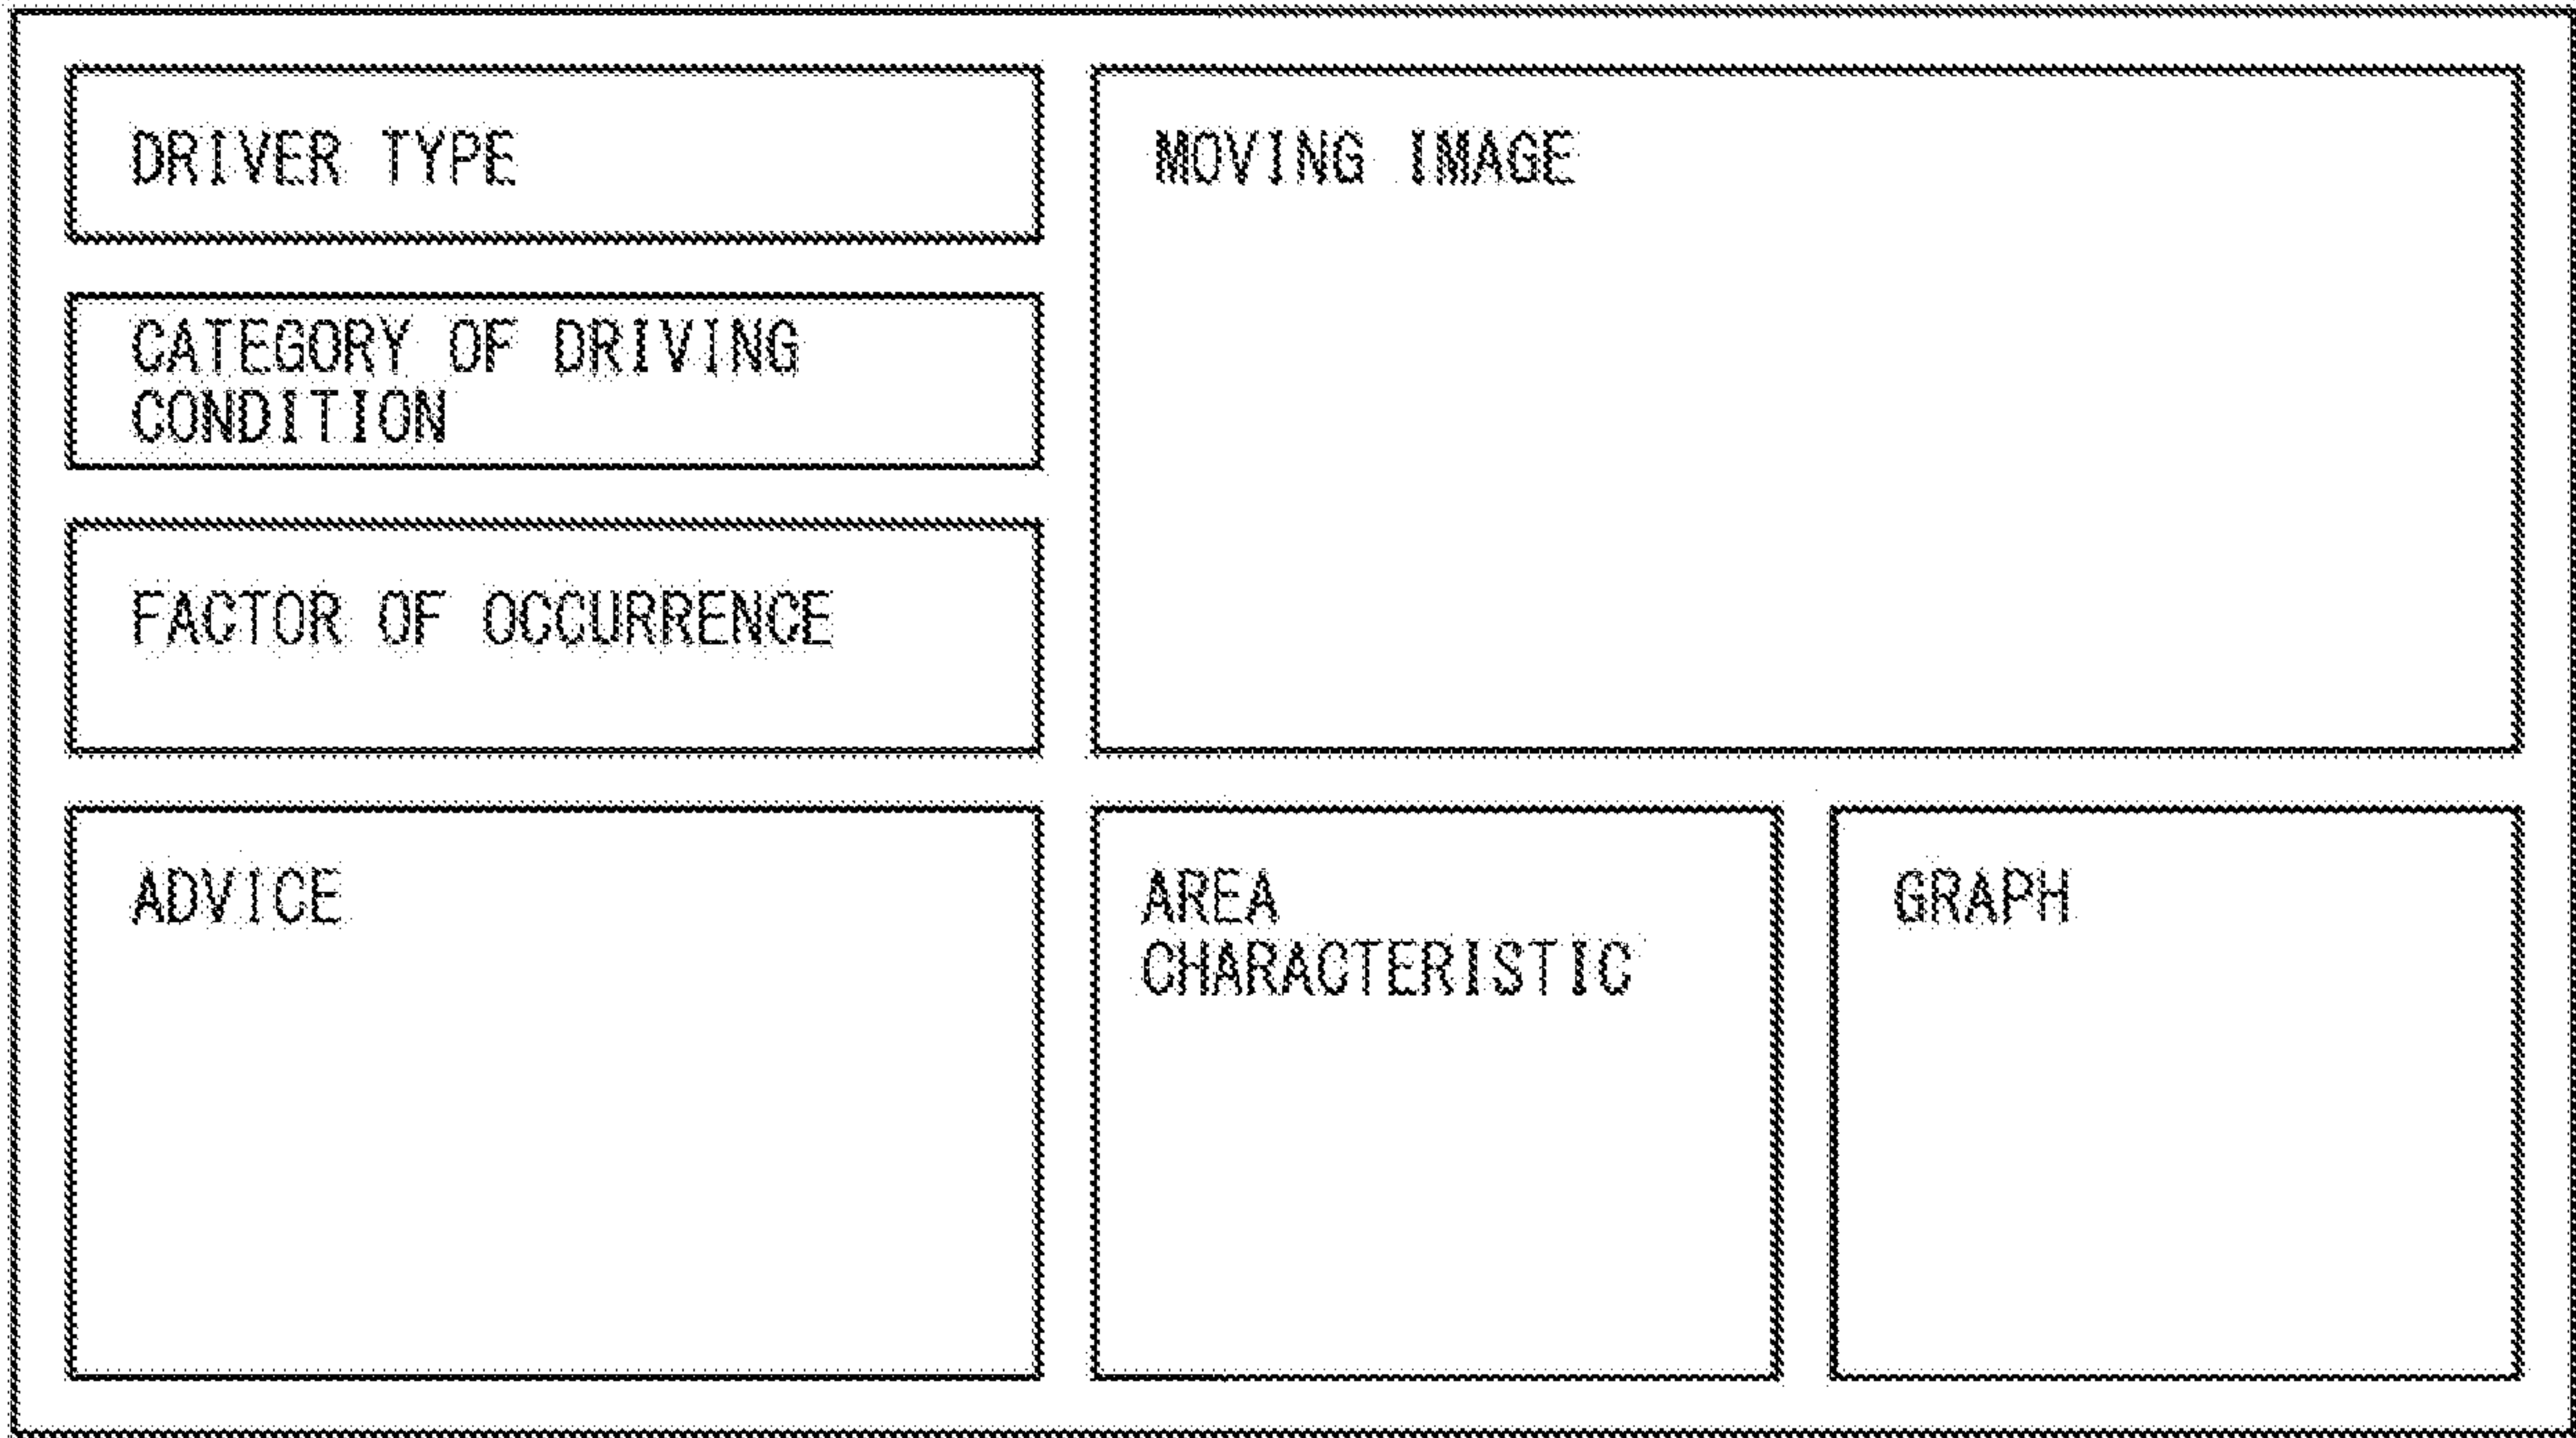 DRIVER TYPE
CATEGORY OF DRIVING
CONDITION
FACTOR OF OCCURRENCE
MOVING IMAGE
ADVICE
AREA
CHARACTERISTIC
GRAPH